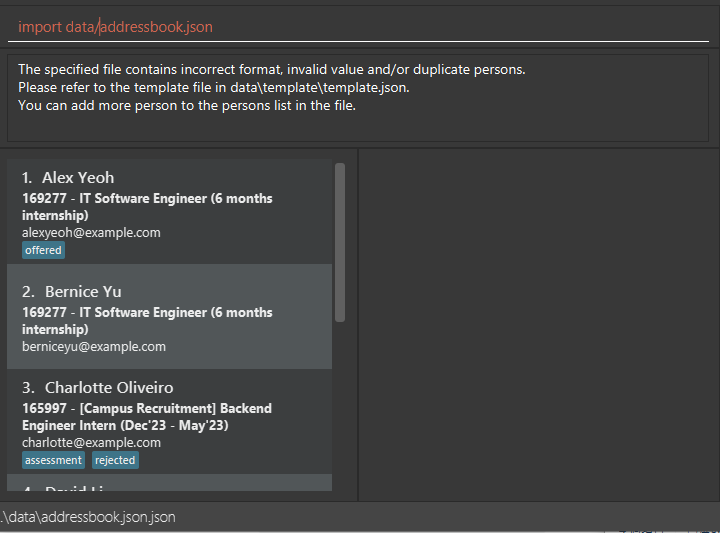 import data/addressbook.json
The specified file contains incorrect format, invalid value and/or duplicate persons.
Please refer to the template file in data\template\template.json.
You can add more person to the persons list in the file.
1. Alex Yeoh
169277 - IT Software Engineer (6 months
internship)
alexyeoh@example.com
offered
2. Bernice Yu
169277 - IT Software Engineer (6 months
internship)
berniceyu@example.com
3. Charlotte Oliveiro
165997 - [Campus Recruitment] Backend
Engineer Intern (Dec'23 - May'23)
charlotte@example.com
assessment rejected
4. David Li
.\data\addressbook.json.json